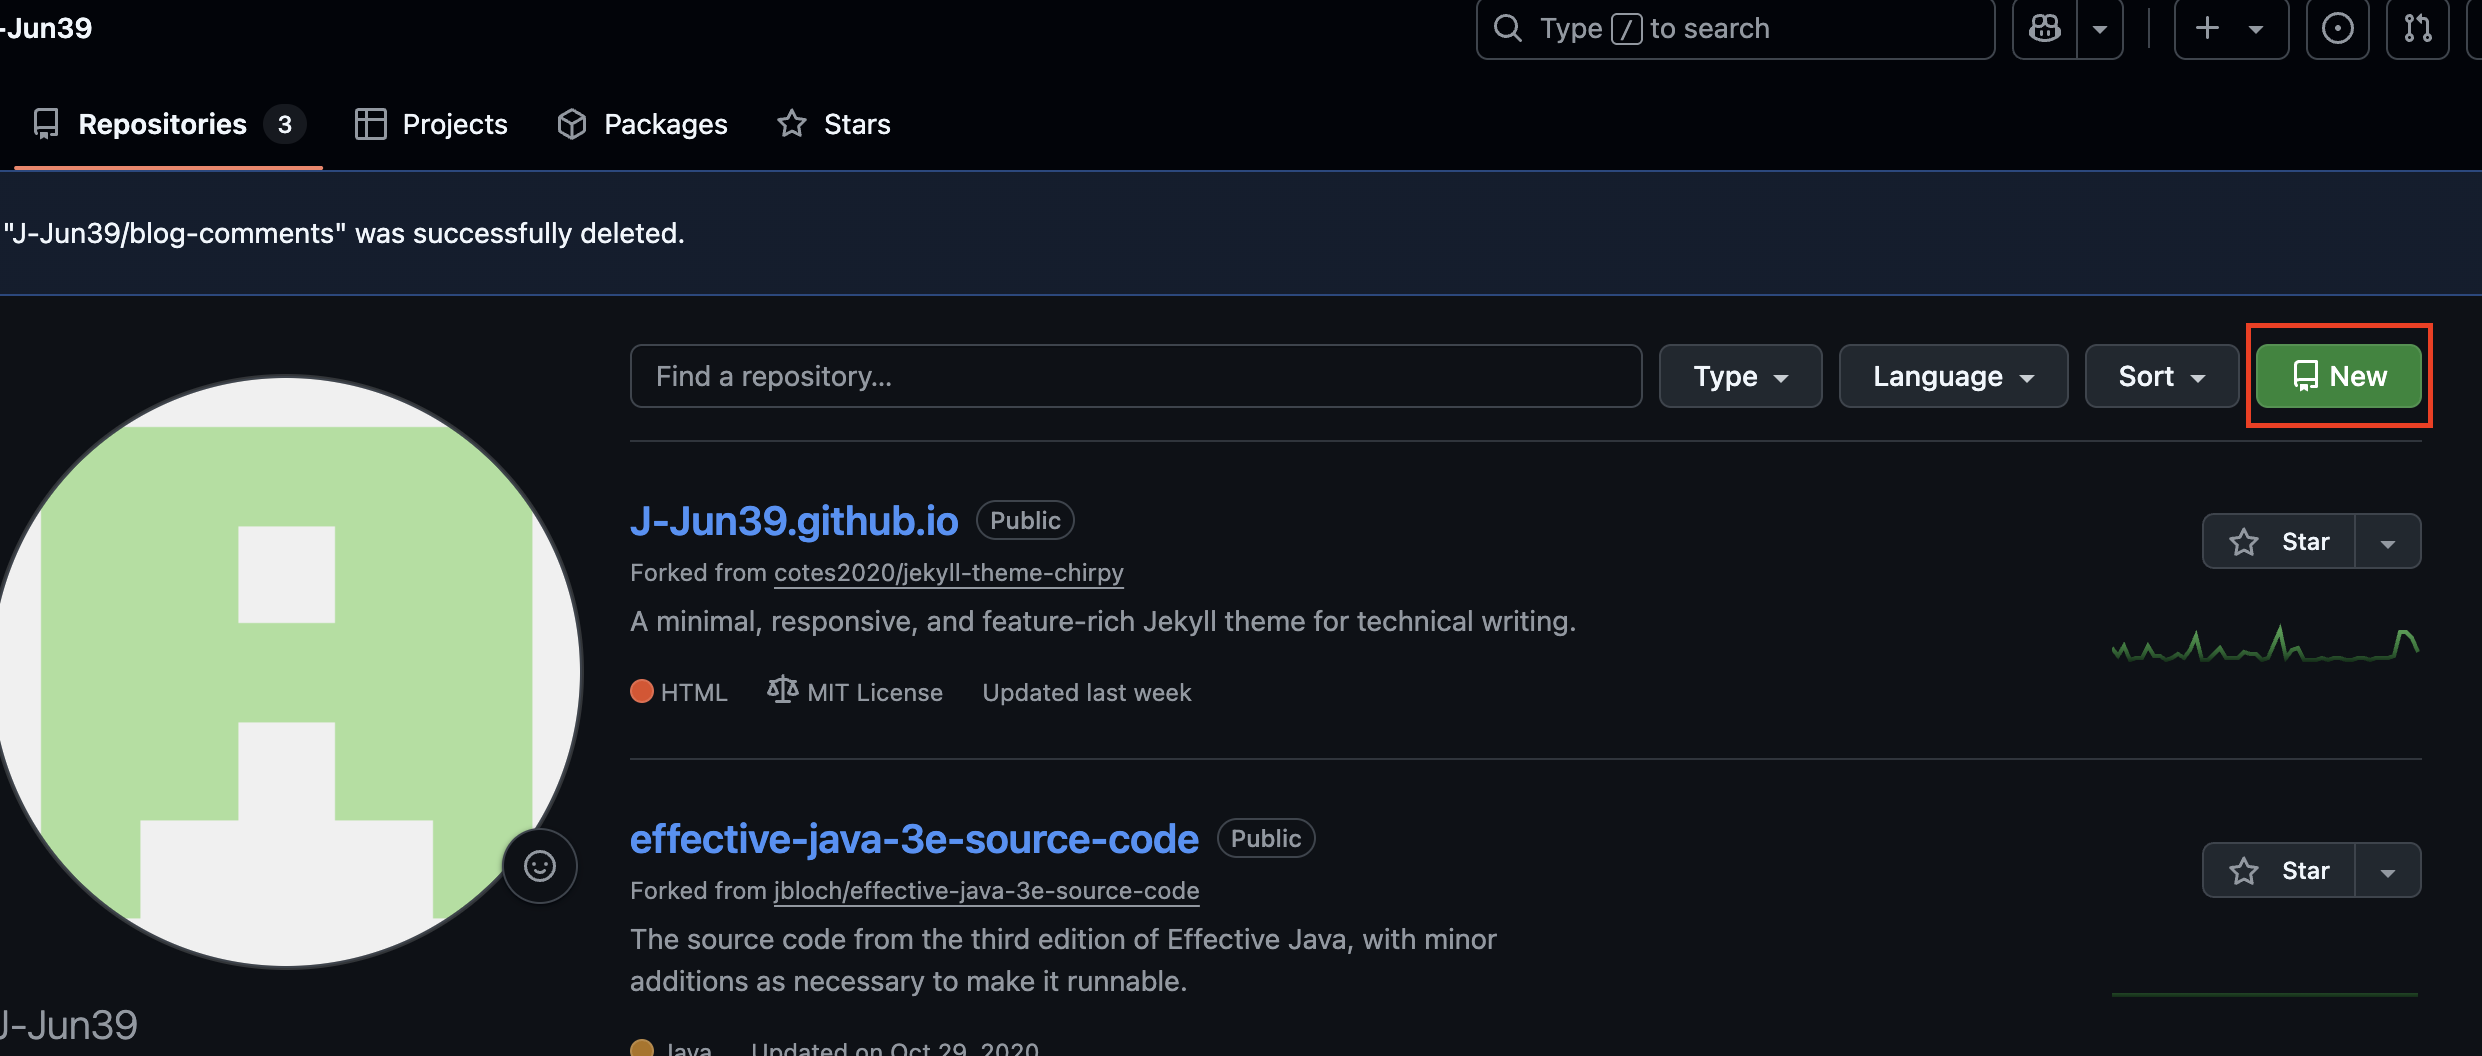 -Jun39
Type / to search
Repositories 3 Projects Packages Stars
"J-Jun39/blog-comments" was successfully deleted.
Find a repository... Type Language Sort New
J-Jun39.github.io Public
Star
Forked from cotes2020/jekyll-theme-chirpy
A minimal, responsive, and feature-rich Jekyll theme for technical writing.
HTML MIT License Updated last week
effective-java-3e-source-code Public
Star
Forked from jbloch/effective-java-3e-source-code
The source code from the third edition of Effective Java, with minor
additions as necessary to make it runnable.
J-Jun39
Java Updated on Oct 29, 2020